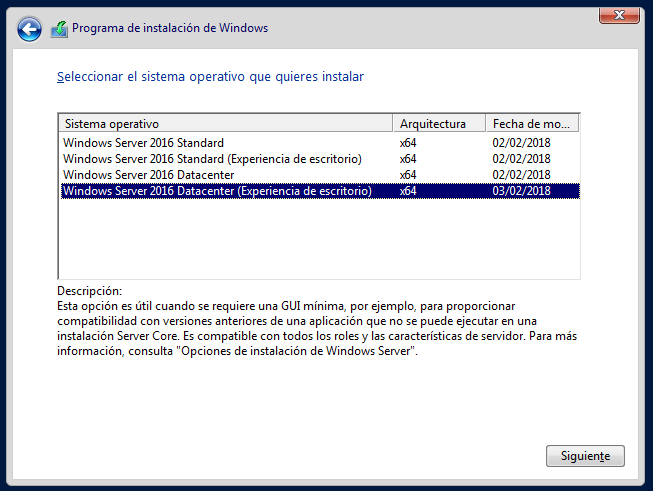 Programa de instalación de Windows
Seleccionar el sistema operativo que quieres instalar
Sistema operativo Arquitectura Fecha de mo...
Windows Server 2016 Standard x64 02/02/2018
Windows Server 2016 Standard (Experiencia de escritorio) x64 02/02/2018
Windows Server 2016 Datacenter x64 02/02/2018
Windows Server 2016 Datacenter (Experiencia de escritorio) x64 03/02/2018
Descripción:
Esta opción es útil cuando se requiere una GUI mínima, por ejemplo, para proporcionar
compatibilidad con versiones anteriores de una aplicación que no se puede ejecutar en una
instalación Server Core. Es compatible con todos los roles y las características de servidor. Para más
información, consulta "Opciones de instalación de Windows Server".
Siguiente